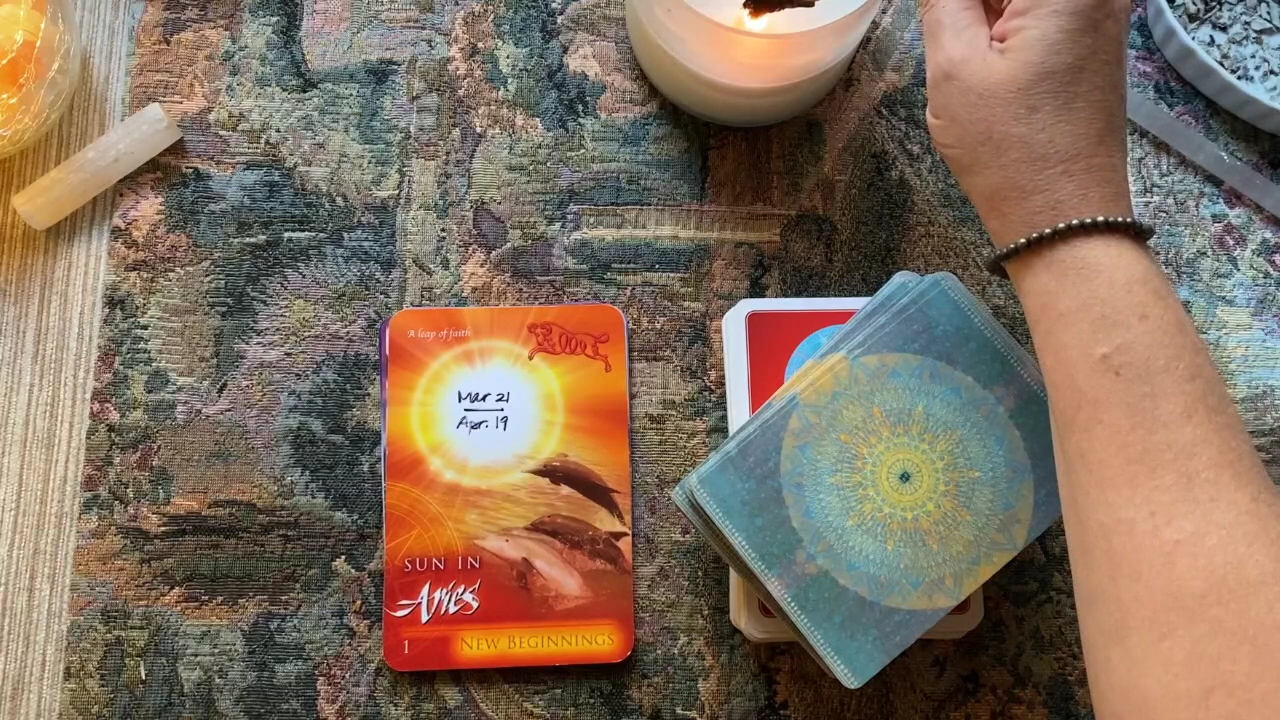 A leap of faith
Mar 21
Apr. 19
SUN IN
Aries
1 NEW BEGINNINGS